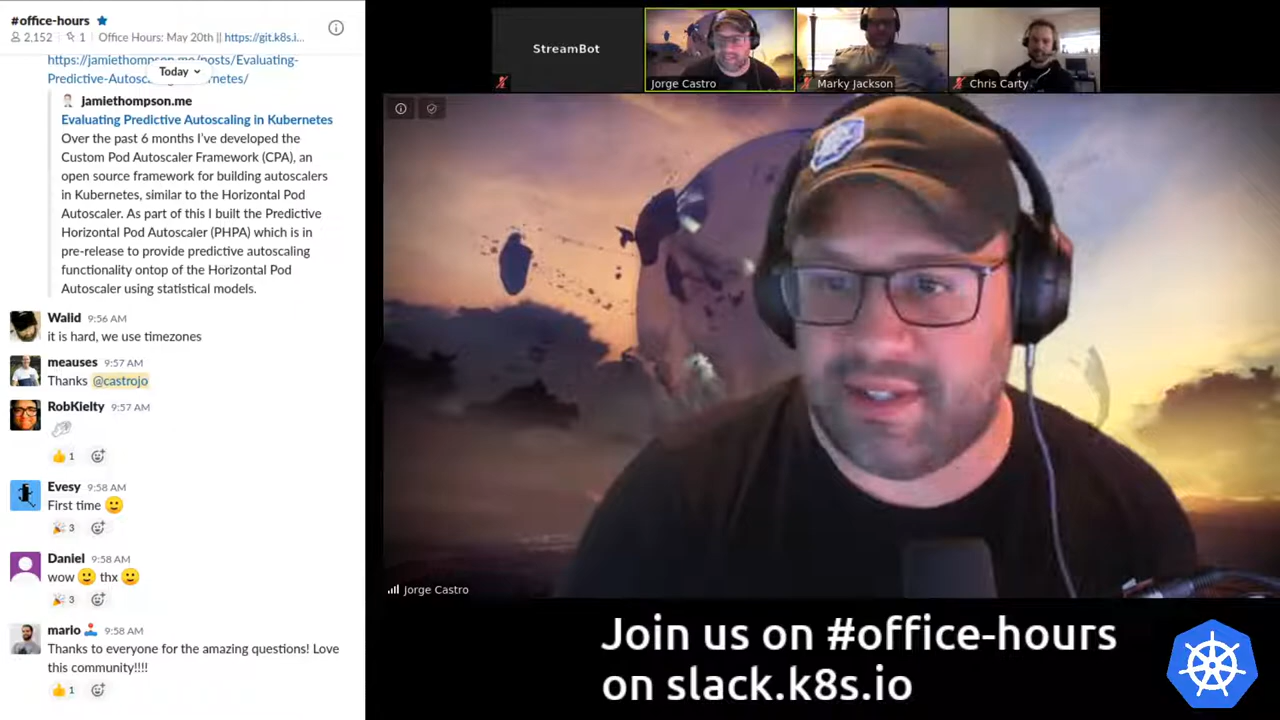 #office-hours
2,152 | 1 | Office Hours: May 20th || https://git.k8s.i...
https://jamiethompson.me/posts/Evaluating-
Today
jamiethompson.me
Evaluating Predictive Autoscaling in Kubernetes
Over the past 6 months I've developed the
Custom Pod Autoscaler Framework (CPA), an
open source framework for building autoscalers
in Kubernetes, similar to the Horizontal Pod
Autoscaler. As part of this I built the Predictive
Horizontal Pod Autoscaler (PHPA) which is in
pre-release to provide predictive autoscaling
functionality ontop of the Horizontal Pod
Autoscaler using statistical models.
Walid 9:56 AM
it is hard, we use timezones
meauses 9:57 AM
Thanks @castrojo
RobKielty 9:57 AM
1
Evesy 9:58 AM
First time
3
Daniel 9:58 AM
wow thx
3
mario 9:58 AM
Thanks to everyone for the amazing questions! Love
this community!!!!
1
StreamBot
Jorge Castro
Marky Jackson
Chris Carty
Jorge Castro
Join us on #office-hours
on slack.k8s.io